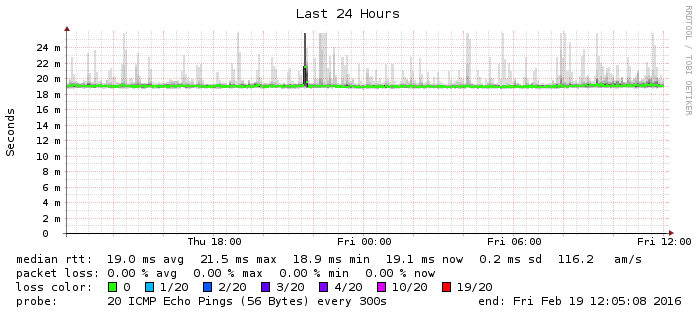 Last 24 Hours
RRDTOOL / TOBI OETIKER
Seconds
24 m
22 m
20 m
18 m
16 m
14 m
12 m
10 m
8 m
6 m
4 m
2 m
0
Thu 18:00 Fri 00:00 Fri 06:00 Fri 12:00
median rtt: 19.0 ms avg 21.5 ms max 18.9 ms min 19.1 ms now 0.2 ms sd 116.2 am/s
packet loss: 0.00 % avg 0.00 % max 0.00 % min 0.00 % now
loss color: 0 1/20 2/20 3/20 4/20 10/20 19/20
probe: 20 ICMP Echo Pings (56 Bytes) every 300s end: Fri Feb 19 12:05:08 2016